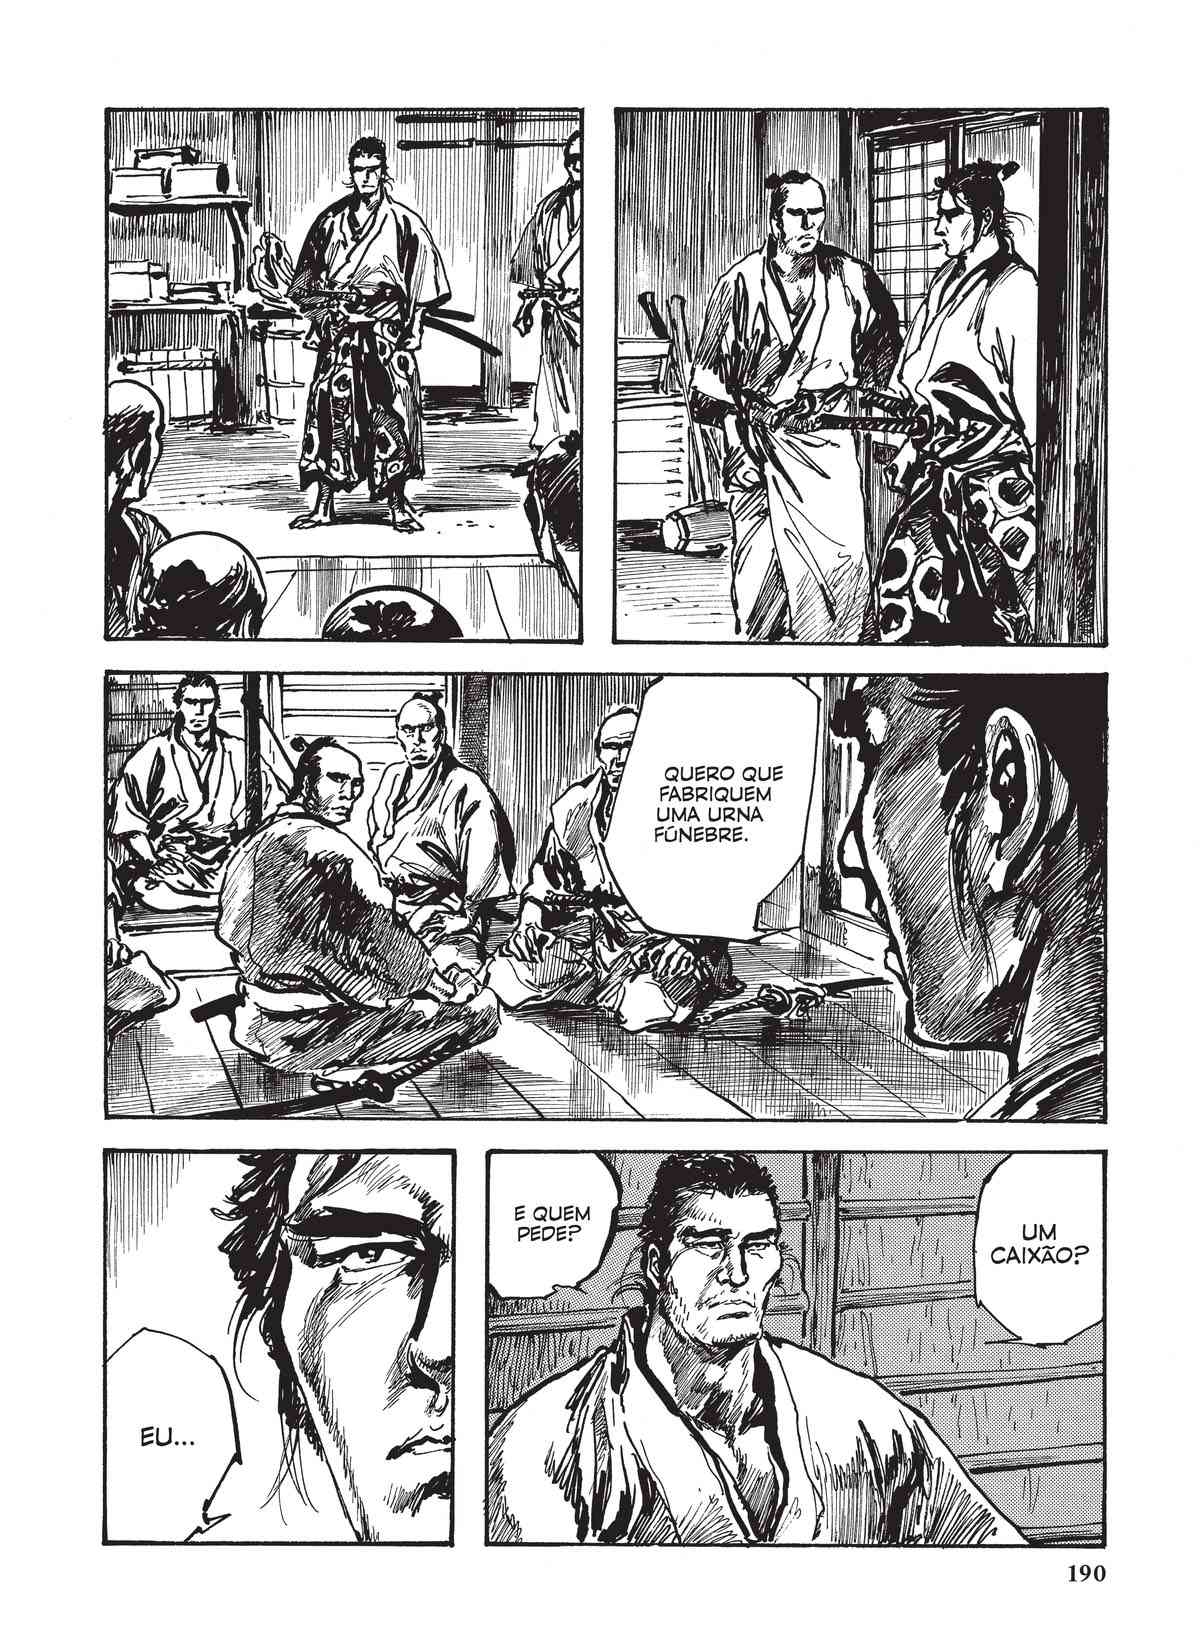 QUERO QUE
FABRIQUEM
UMA URNA
FÚNEBRE.
UM
CAIXÃO?
E QUEM
PEDE?
EU...
190